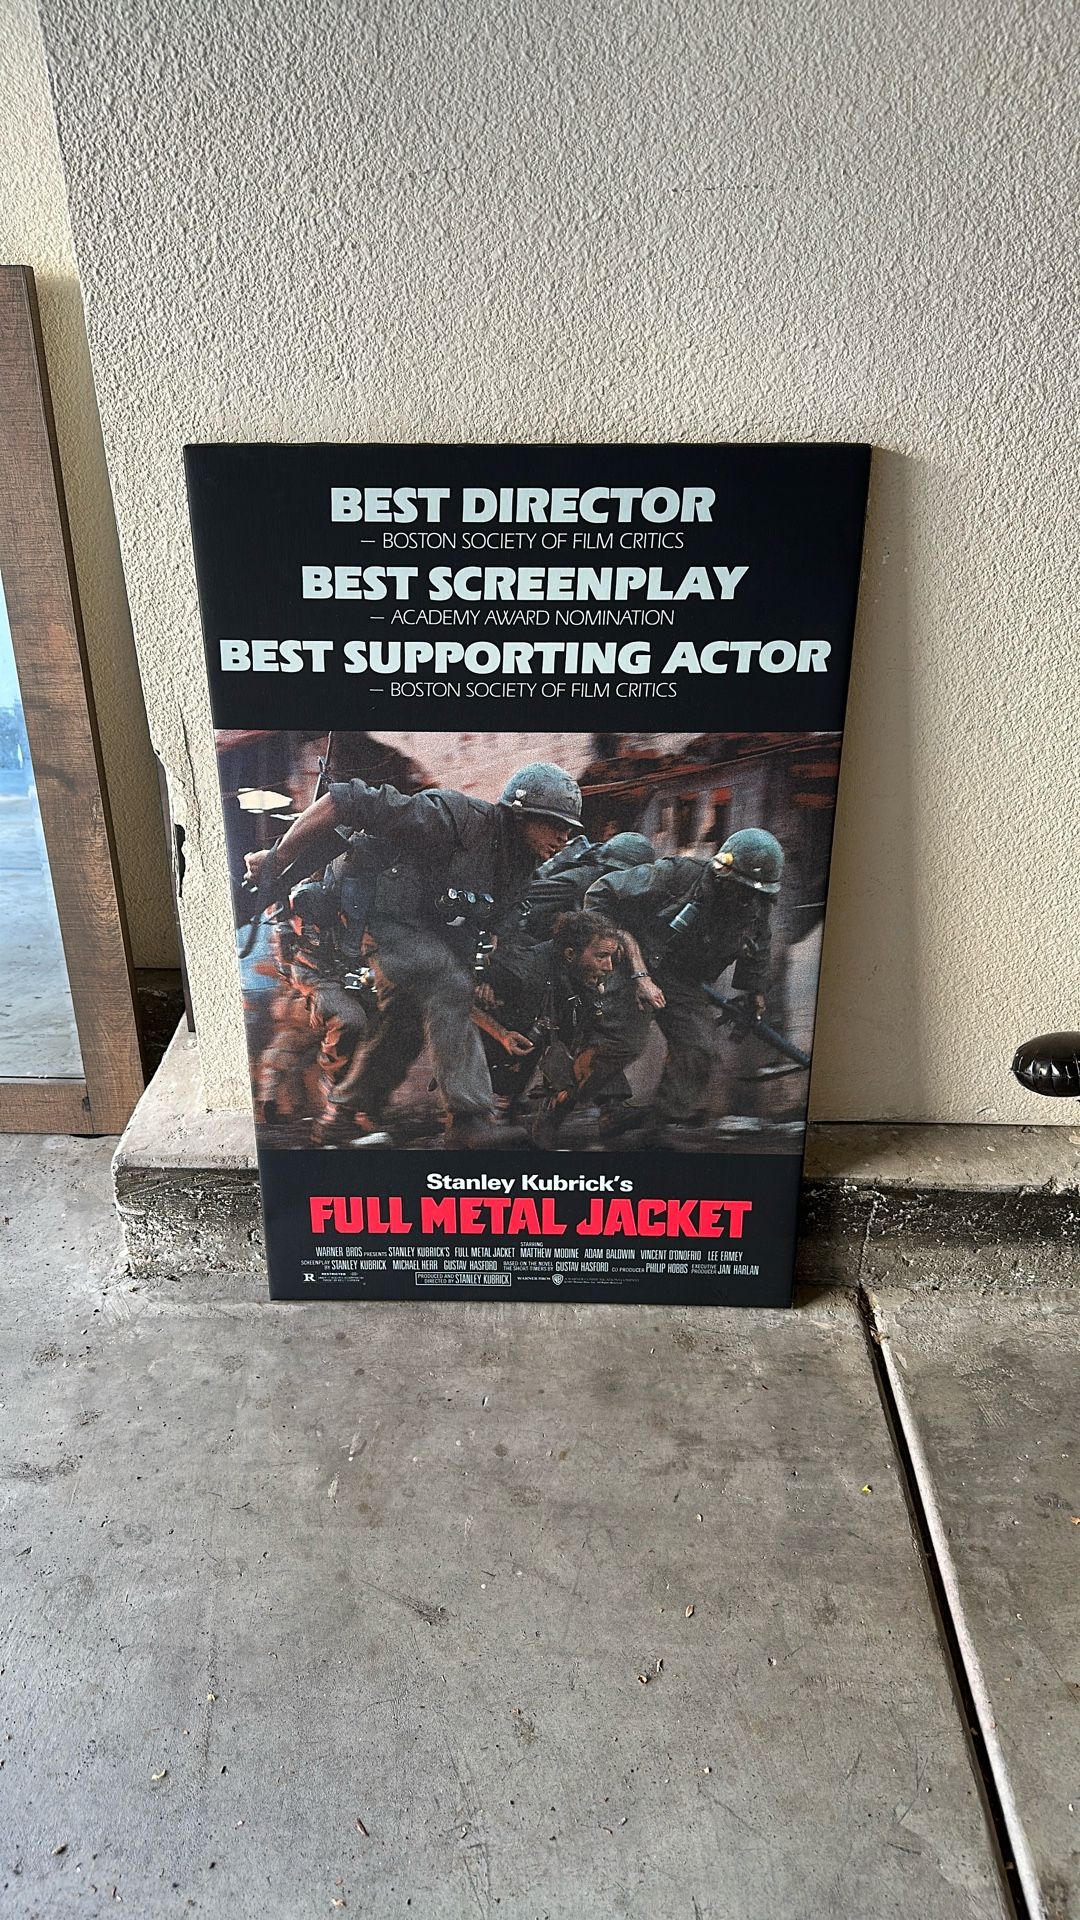 BEST DIRECTOR
— BOSTON SOCIETY OF FILM CRITICS
BEST SCREENPLAY
— ACADEMY AWARD NOMINATION
BEST SUPPORTING ACTOR
— BOSTON SOCIETY OF FILM CRITICS
Stanley Kubrick's
FULL METAL JACKET
STARRING
WARNER BROS PRESENTS STANLEY KUBRICK'S FULL METAL JACKET MATTHEW MODINE ADAM BALDWIN VINCENT D'ONOFRIO LEE ERMEY
SCREENPLAY BY STANLEY KUBRICK MICHAEL HERR GUSTAV HASFORD BASED ON THE NOVEL THE SHORT-TIMERS BY GUSTAV HASFORD CO PRODUCER PHILIP HOBBS EXECUTIVE PRODUCER JAN HARLAN
R RESTRICTED PRODUCED AND DIRECTED BY STANLEY KUBRICK WARNER BROS